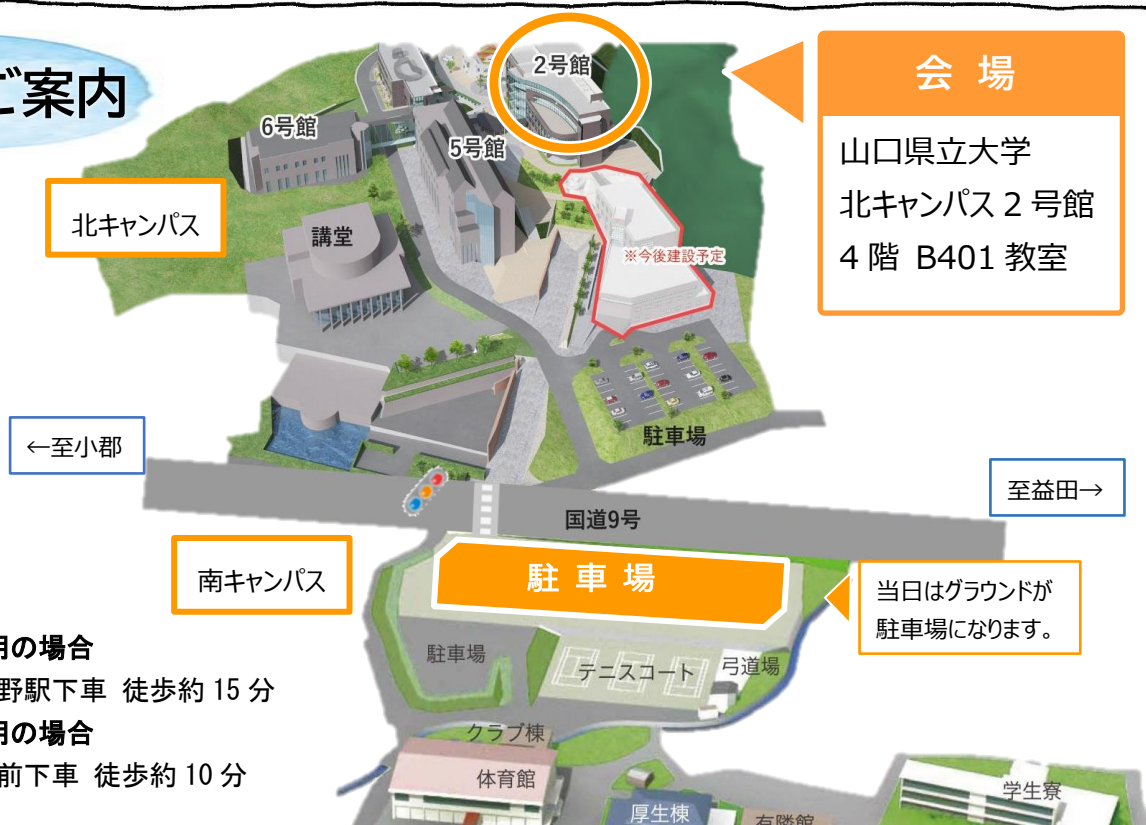 ご案内
2号館
会 場
6号館
5号館
山口県立大学
北キャンパス 2 号館
4 階 B401 教室
北キャンパス
講堂
※今後建設予定
←至小郡
駐車場
至益田→
国道9号
南キャンパス
駐 車 場
当日はグラウンドが
駐車場になります。
用の場合
野駅下車 徒歩約 15 分
用の場合
前下車 徒歩約 10 分
駐車場
テニスコート
弓道場
クラブ棟
体育館
厚生棟
有隣館
学生寮